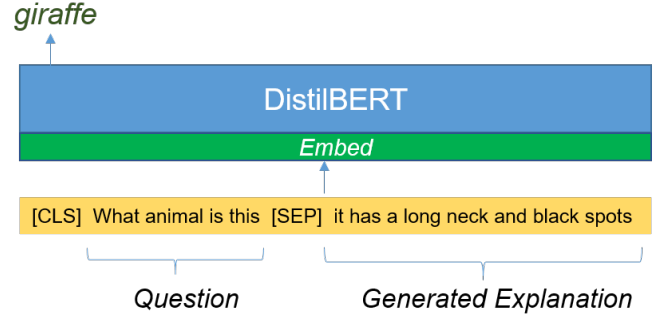 giraffe
DistilBERT
Embed
[CLS] What animal is this [SEP] it has a long neck and black spots
Question
Generated Explanation